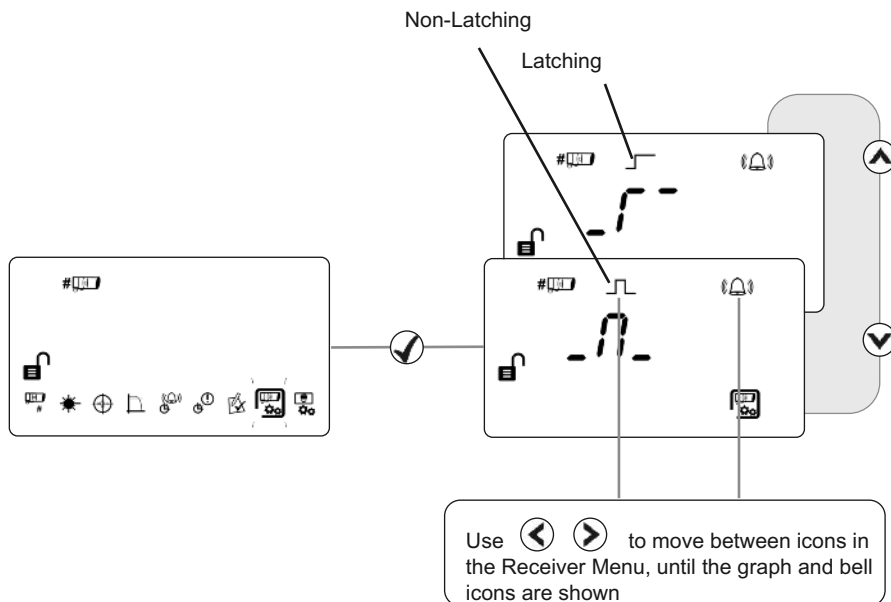 Non-Latching
Latching
#
#
#
#
Use to move between icons in
the Receiver Menu, until the graph and bell
icons are shown